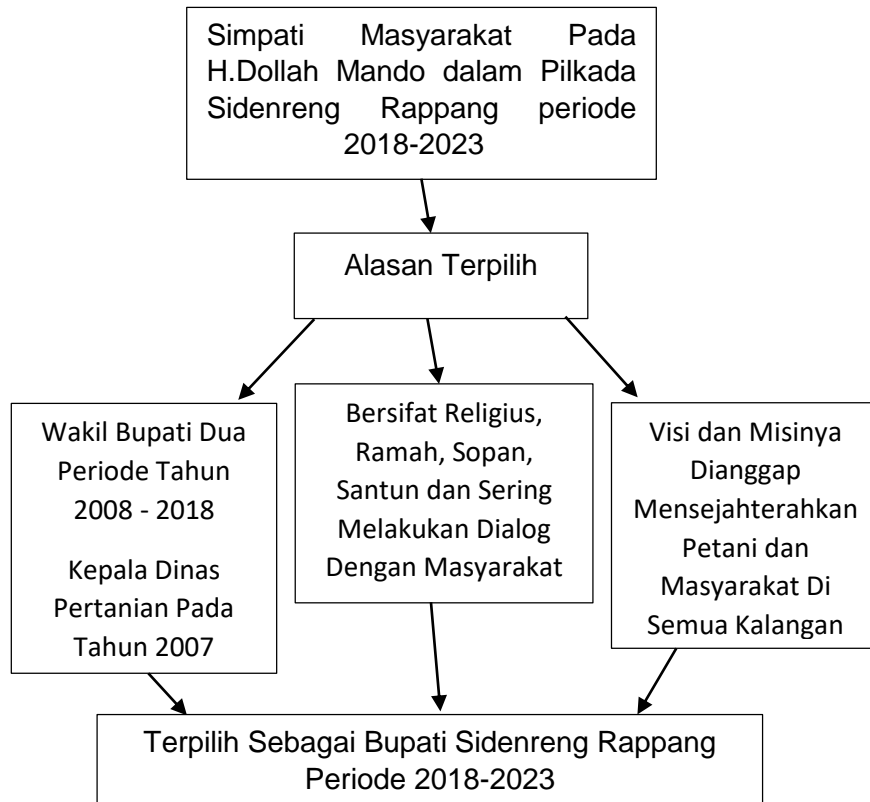 Simpati Masyarakat Pada
H.Dollah Mando dalam Pilkada
Sidenreng Rappang periode
2018-2023
Alasan Terpilih
Wakil Bupati Dua
Periode Tahun
2008 - 2018
Kepala Dinas
Pertanian Pada
Tahun 2007
Bersifat Religius,
Ramah, Sopan,
Santun dan Sering
Melakukan Dialog
Dengan Masyarakat
Visi dan Misinya
Dianggap
Mensejahterahkan
Petani dan
Masyarakat Di
Semua Kalangan
Terpilih Sebagai Bupati Sidenreng Rappang
Periode 2018-2023